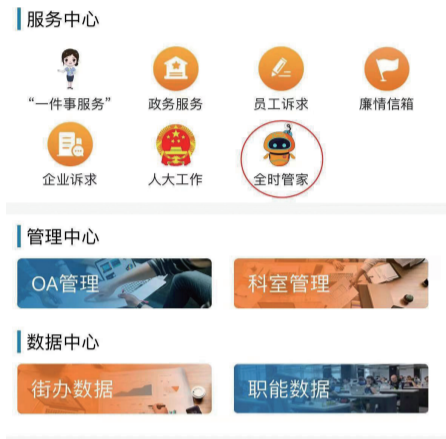 服务中心
“一件事服务”
政务服务
员工诉求
廉情信箱
企业诉求
人大工作
全时管家
管理中心
OA管理
科室管理
数据中心
街办数据
职能数据